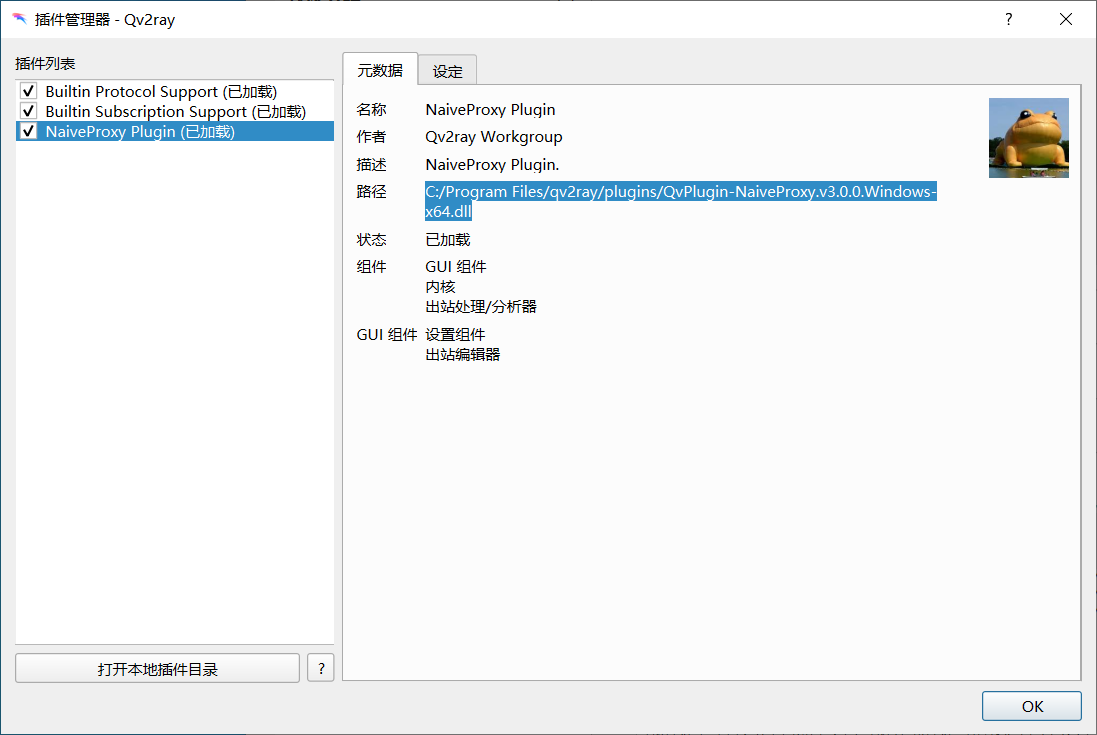 插件管理器 - Qv2ray
?
插件列表
Builtin Protocol Support (已加载)
Builtin Subscription Support (已加载)
NaiveProxy Plugin (已加载)
打开本地插件目录
?
元数据
设定
名称 NaiveProxy Plugin
作者 Qv2ray Workgroup
描述 NaiveProxy Plugin.
路径 C:/Program Files/qv2ray/plugins/QvPlugin-NaiveProxy.v3.0.0.Windows-
x64.dll
状态 已加载
组件 GUI 组件
内核
出站处理/分析器
GUI 组件 设置组件
出站编辑器
OK